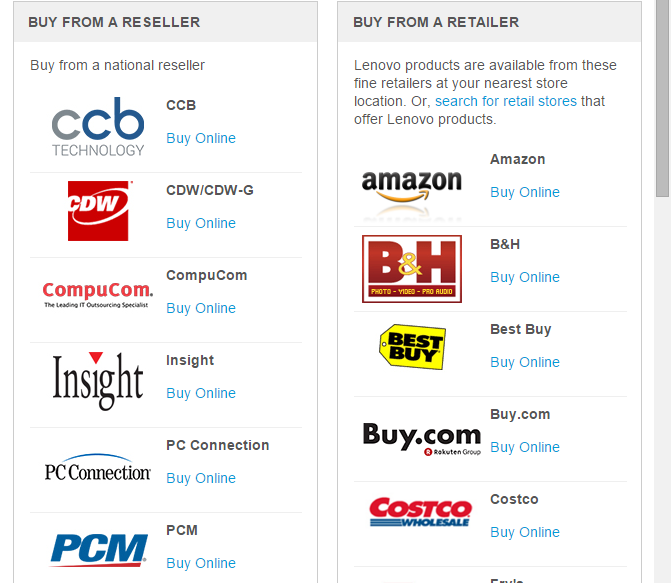 BUY FROM A RESELLER
Buy from a national reseller
ccb
TECHNOLOGY
CCB
Buy Online
CDW
CDW/CDW-G
Buy Online
CompuCom.
The Leading IT Outsourcing Specialist
CompuCom
Buy Online
Insight
Insight
Buy Online
PC Connection
PC Connection
Buy Online
PCM
PCM
Buy Online
BUY FROM A RETAILER
Lenovo products are available from these
fine retailers at your nearest store
location. Or, search for retail stores that
offer Lenovo products.
amazon
Amazon
Buy Online
B&H
PHOTO - VIDEO - PRO AUDIO
B&H
Buy Online
BEST
BUY
Best Buy
Buy Online
Buy.com
Rakuten Group
Buy.com
Buy Online
COSTCO
WHOLESALE
Costco
Buy Online
Fry's